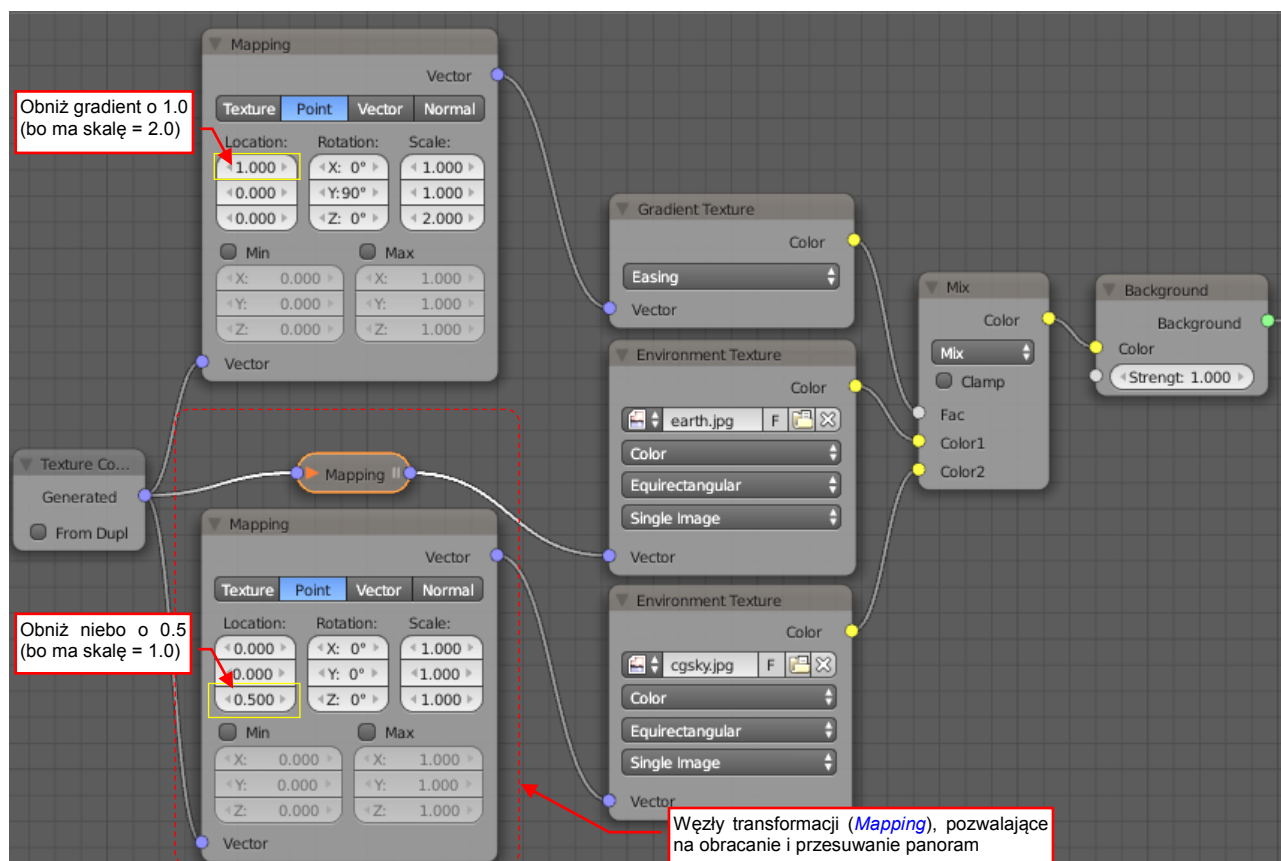 Mapping
Vector
Texture Point Vector Normal
Location: Rotation: Scale:
1.000 X: 0° 1.000
0.000 Y: 90° 1.000
0.000 Z: 0° 2.000
Min Max
X: 0.000 X: 1.000
Y: 0.000 Y: 1.000
Z: 0.000 Z: 1.000
Vector
Obniż gradient o 1.0
(bo ma skalę = 2.0)
Gradient Texture
Color
Easing
Vector
Mix
Color
Mix
Clamp
Fac
Color1
Color2
Background
Background
Color
Strengt: 1.000
Environment Texture
Color
earth.jpg F
Color
Equirectangular
Single Image
Vector
Texture Co...
Generated
From Dupl
Mapping
Mapping
Vector
Texture Point Vector Normal
Location: Rotation: Scale:
0.000 X: 0° 1.000
0.000 Y: 0° 1.000
0.500 Z: 0° 1.000
Min Max
X: 0.000 X: 1.000
Y: 0.000 Y: 1.000
Z: 0.000 Z: 1.000
Vector
Obniż niebo o 0.5
(bo ma skalę = 1.0)
Environment Texture
Color
cgsky.jpg F
Color
Equirectangular
Single Image
Vector
Węzły transformacji (Mapping), pozwalające
na obracanie i przesuwanie panoram